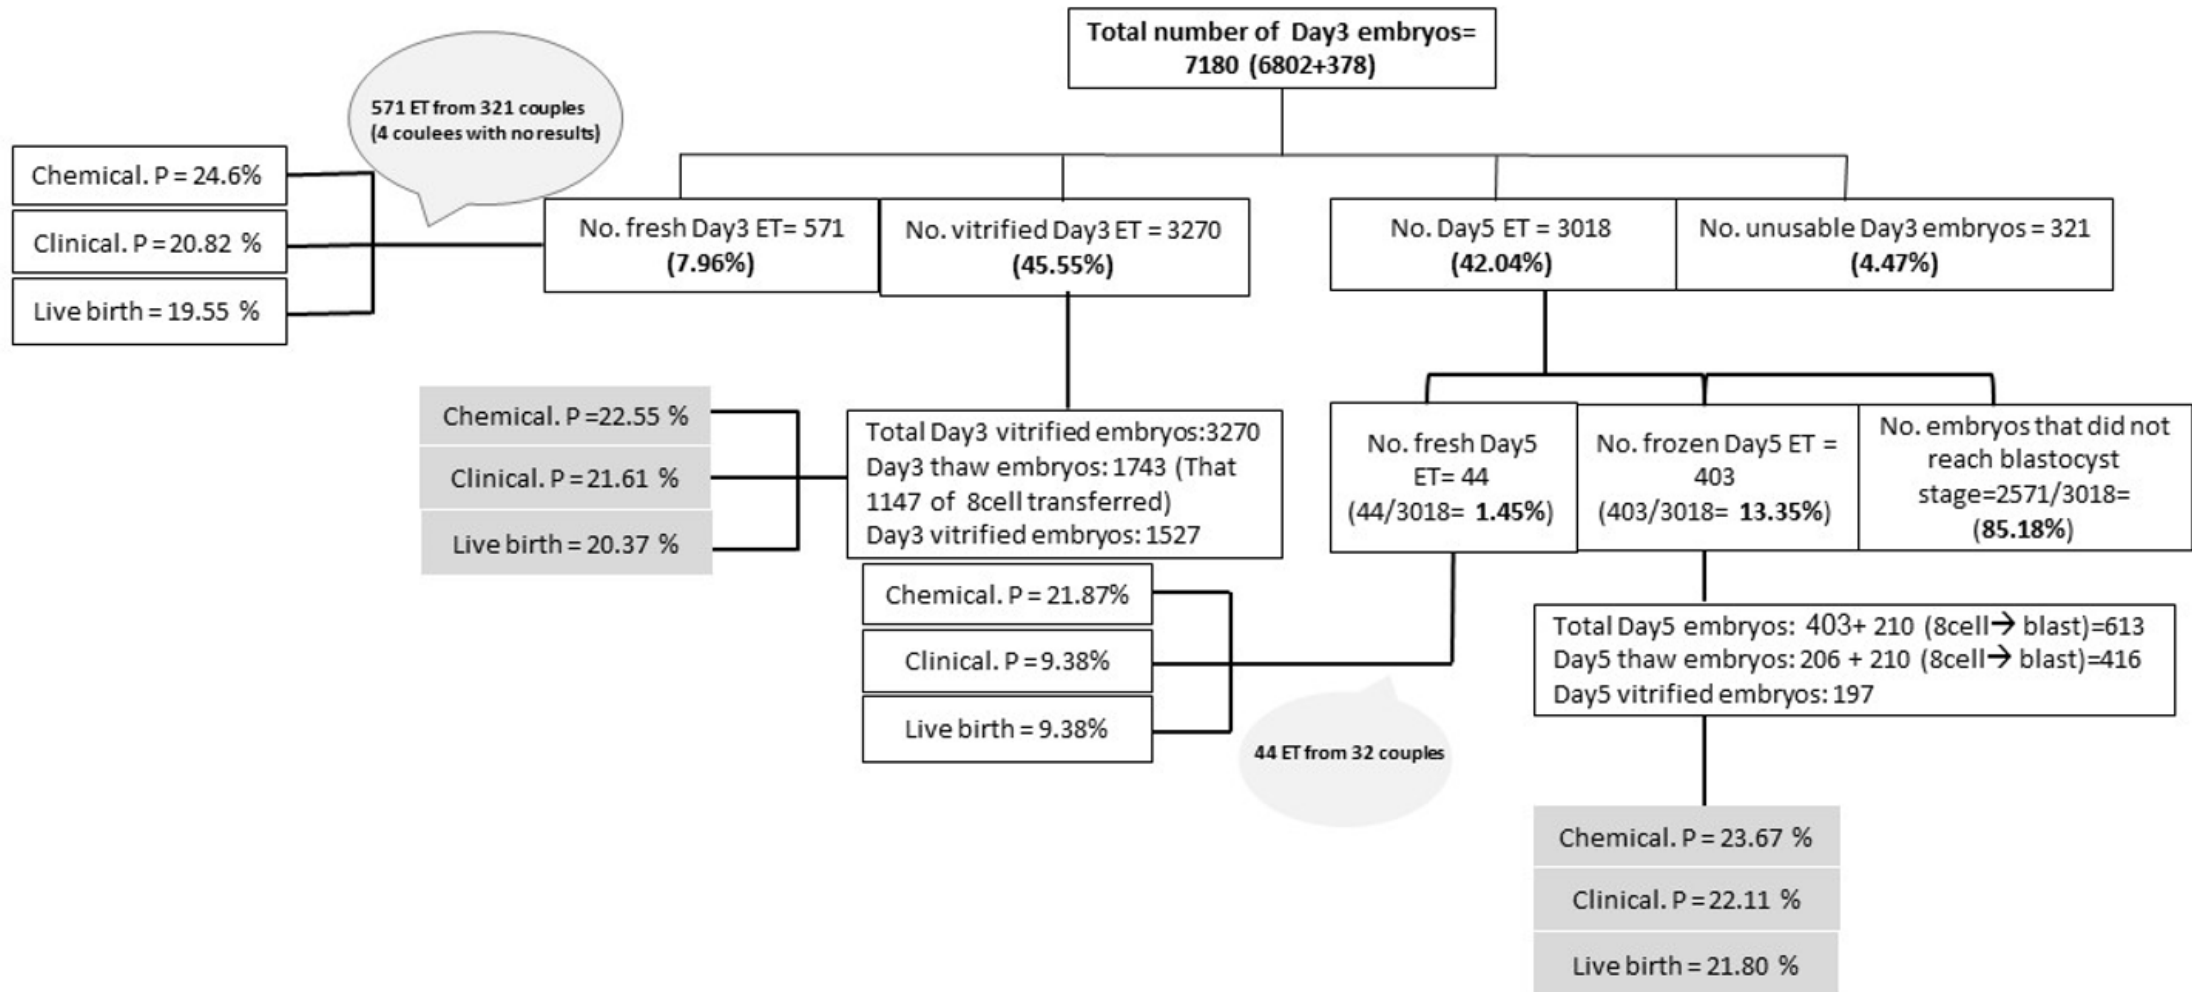 Total number of Day3 embryos=
7180 (6802+378)
571 ET from 321 couples
(4 coulees with no results)
Chemical. P = 24.6%
Clinical. P = 20.82 %
Live birth = 19.55 %
No. fresh Day3 ET= 571
(7.96%)
No. vitrified Day3 ET = 3270
(45.55%)
No. Day5 ET = 3018
(42.04%)
No. unusable Day3 embryos = 321
(4.47%)
Chemical. P =22.55 %
Clinical. P = 21.61 %
Live birth = 20.37 %
Total Day3 vitrified embryos:3270
Day3 thaw embryos: 1743 (That
1147 of 8cell transferred)
Day3 vitrified embryos: 1527
No. fresh Day5
ET= 44
(44/3018= 1.45%)
No. frozen Day5 ET =
403
(403/3018= 13.35%)
No. embryos that did not
reach blastocyst
stage=2571/3018=
(85.18%)
Chemical. P = 21.87%
Clinical. P = 9.38%
Live birth = 9.38%
44 ET from 32 couples
Total Day5 embryos: 403+ 210 (8cell→ blast)=613
Day5 thaw embryos: 206 + 210 (8cell→ blast)=416
Day5 vitrified embryos: 197
Chemical. P = 23.67 %
Clinical. P = 22.11 %
Live birth = 21.80 %